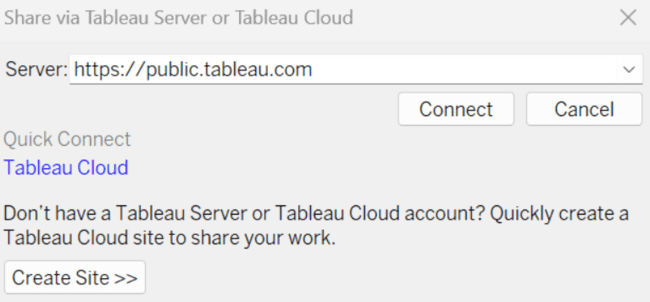 Share via Tableau Server or Tableau Cloud
Server: https://public.tableau.com
Connect Cancel
Quick Connect
Tableau Cloud
Don't have a Tableau Server or Tableau Cloud account? Quickly create a
Tableau Cloud site to share your work.
Create Site >>